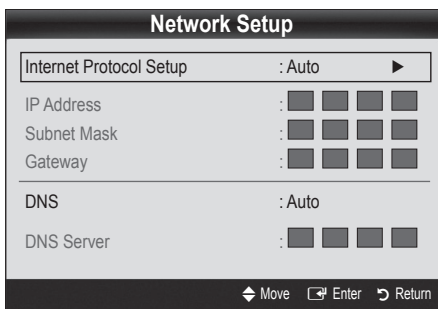 Network Setup
Internet Protocol Setup : Auto ▶
IP Address :
Subnet Mask :
Gateway :
DNS : Auto
DNS Server :
Move Enter Return